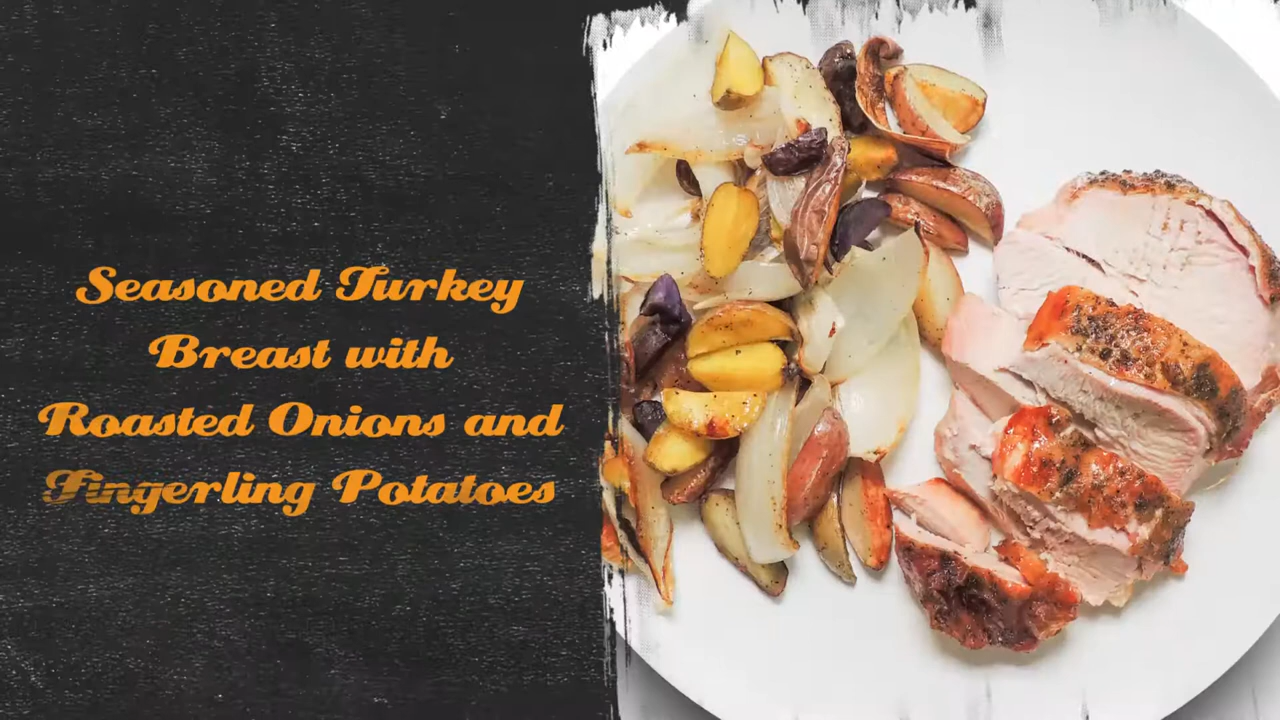 Seasoned Turkey
Breast with
Roasted Onions and
Fingerling Potatoes